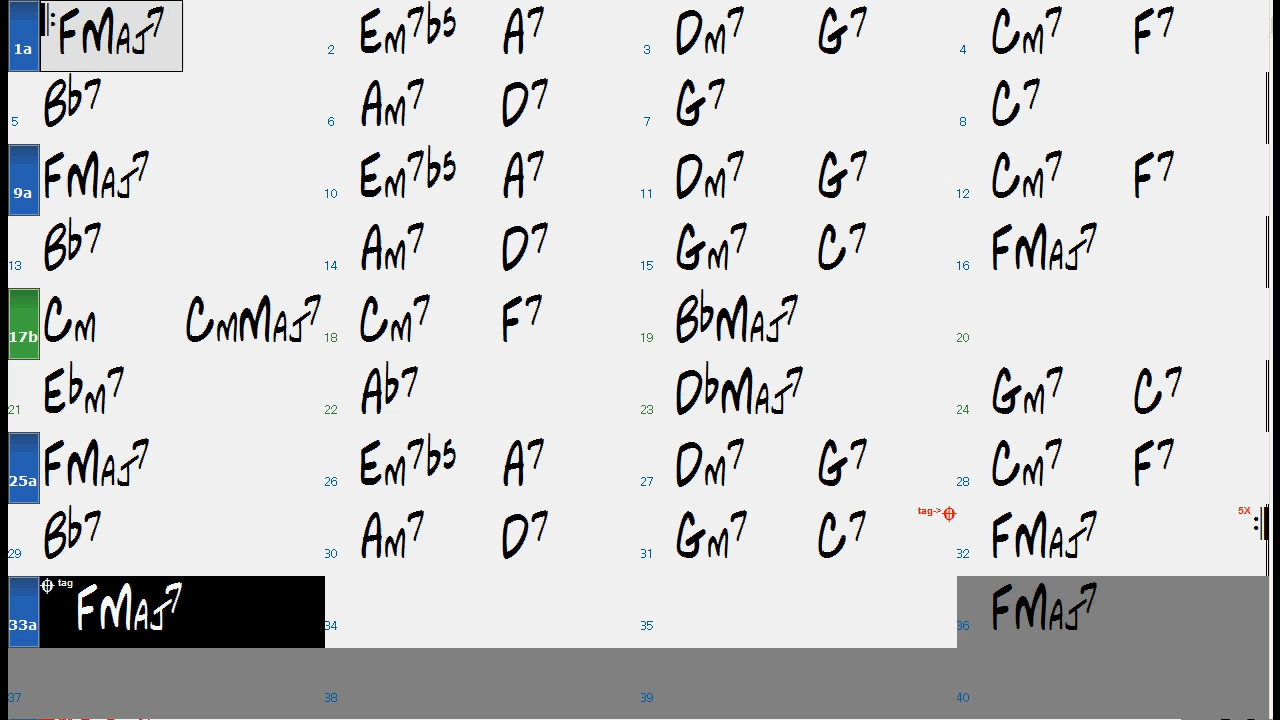 1a FMaj7 2 Em7b5 A7 3 Dm7 G7 4 Cm7 F7
5 Bb7 6 Am7 D7 7 G7 8 C7
9a FMaj7 10 Em7b5 A7 11 Dm7 G7 12 Cm7 F7
13 Bb7 14 Am7 D7 15 Gm7 C7 16 FMaj7
17b Cm CmMaj7 18 Cm7 F7 19 BbMaj7 20
21 Ebm7 22 Ab7 23 DbMaj7 24 Gm7 C7
25a FMaj7 26 Em7b5 A7 27 Dm7 G7 28 Cm7 F7
29 Bb7 30 Am7 D7 31 Gm7 C7 tag-> 32 FMaj7 5X
33a tag FMaj7 34 35 36 FMaj7
37 38 39 40